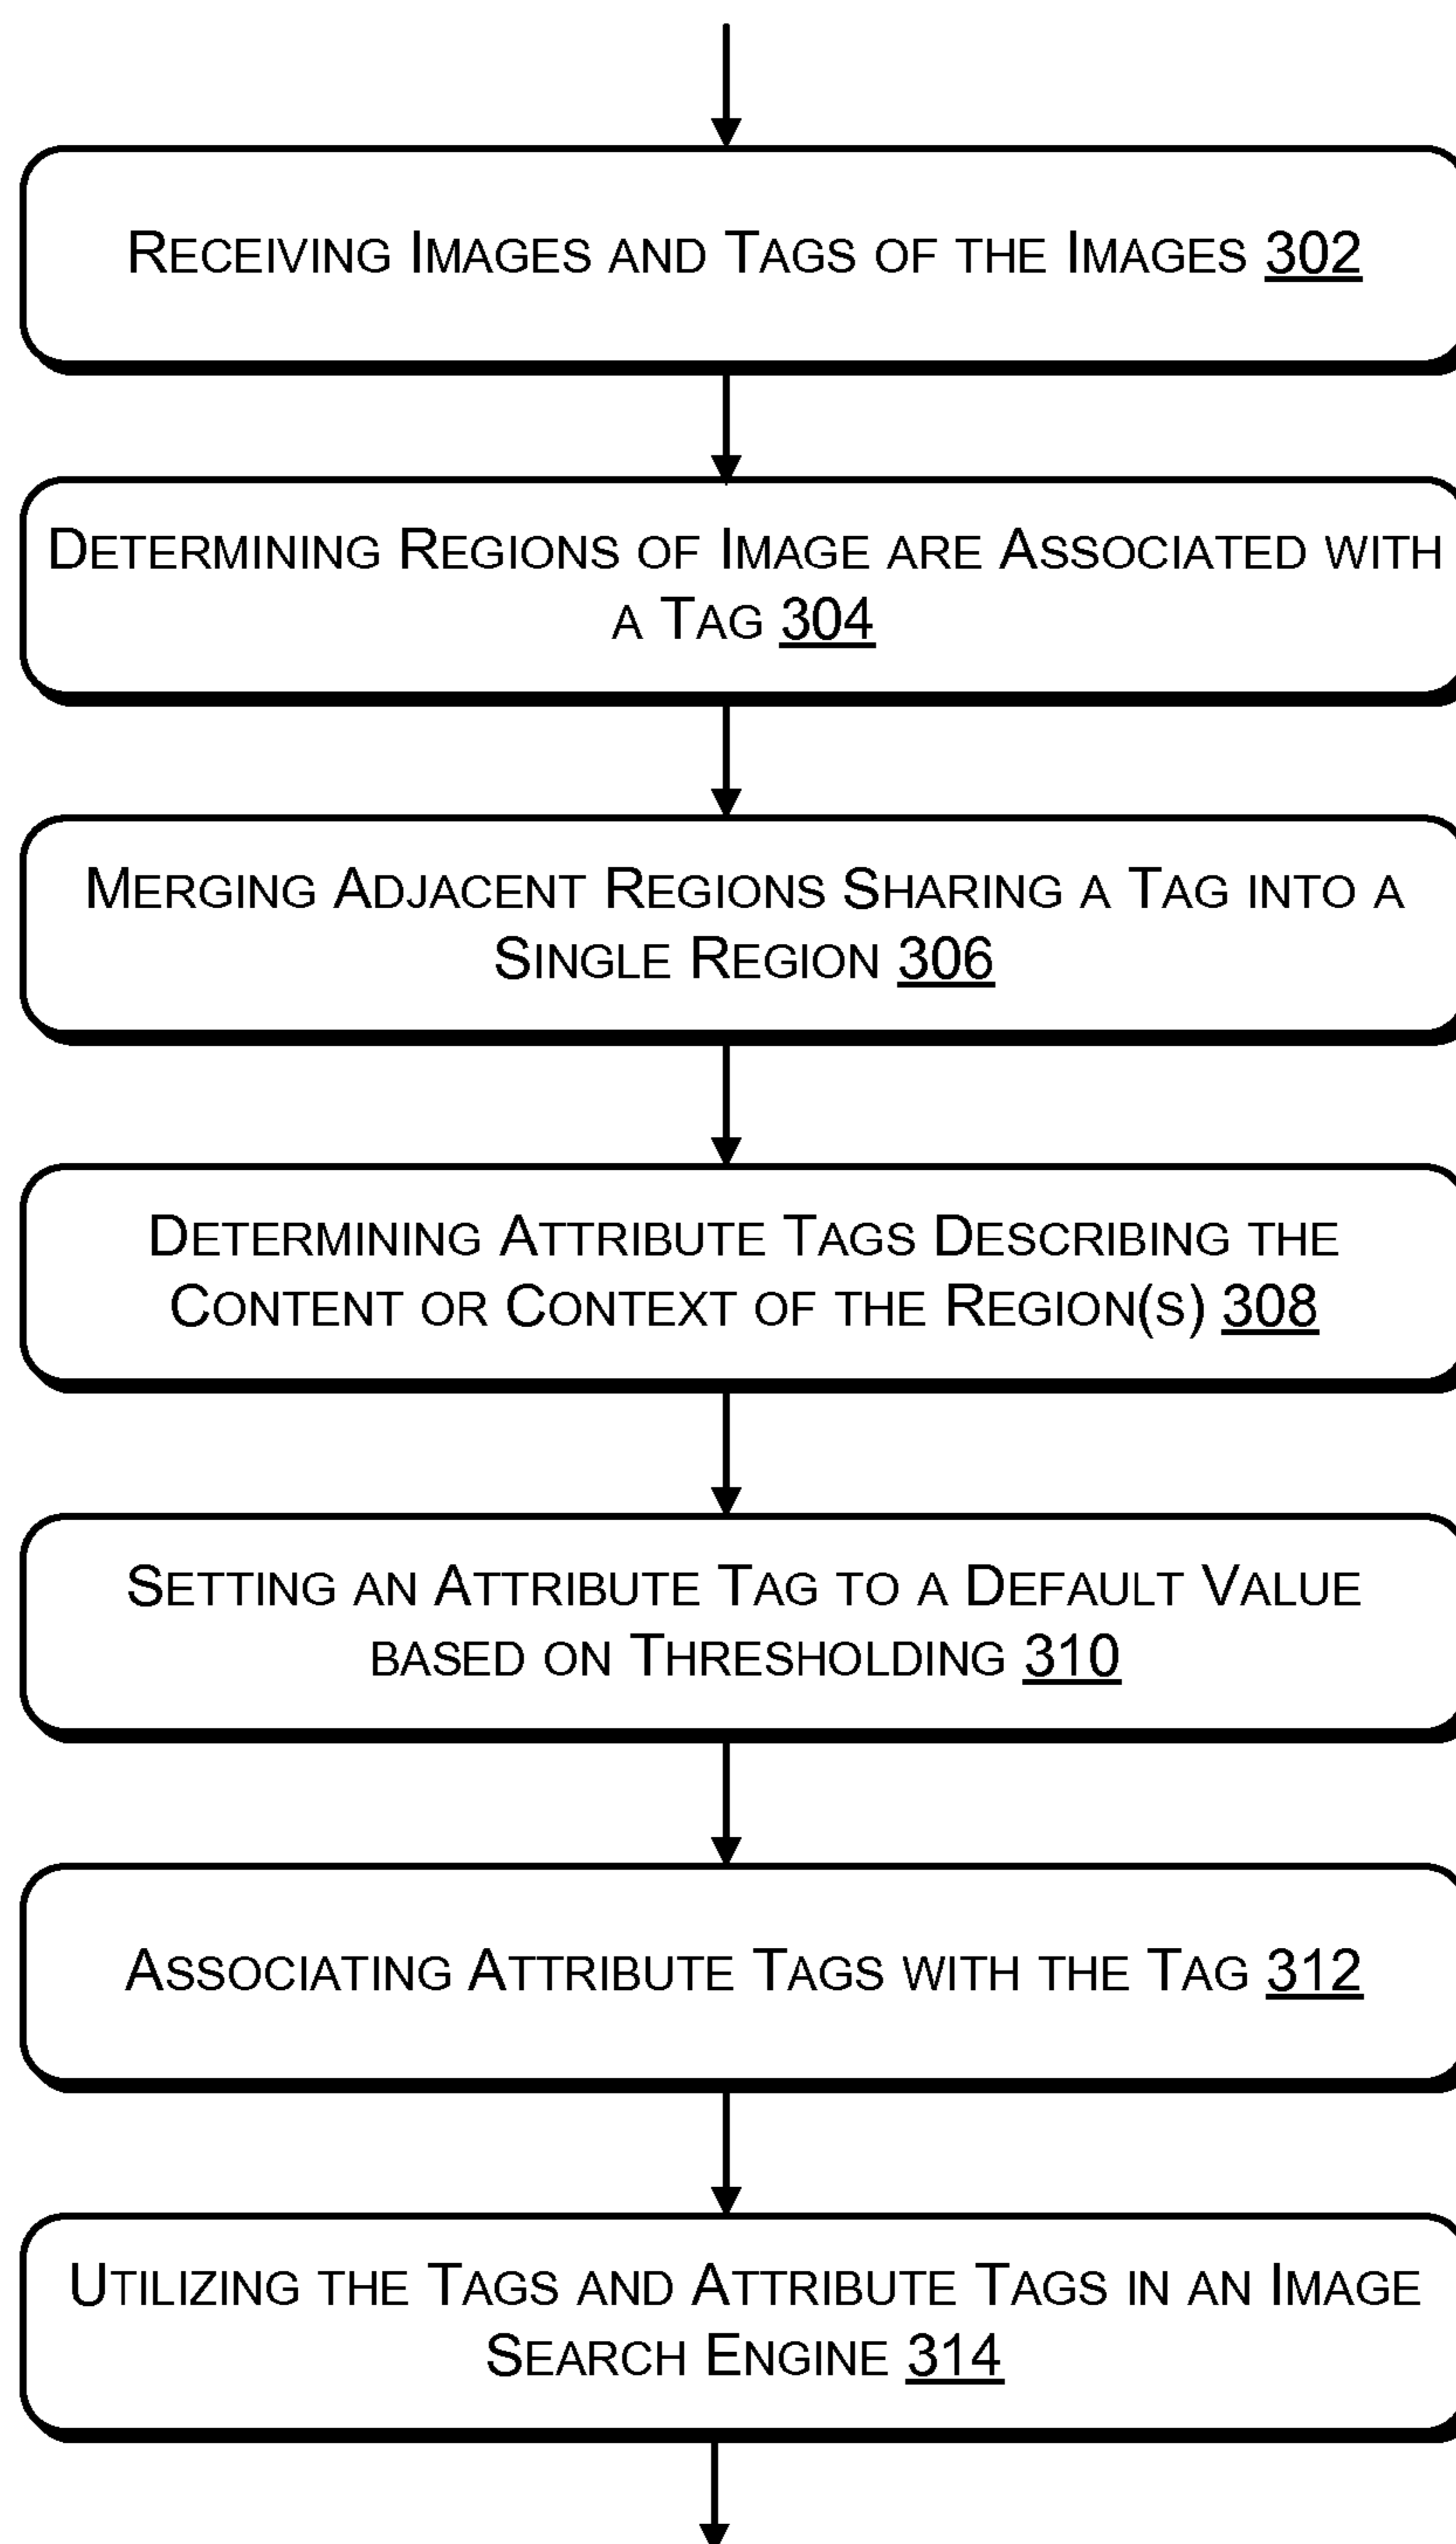 RECEIVING IMAGES AND TAGS OF THE IMAGES 302
DETERMINING REGIONS OF IMAGE ARE ASSOCIATED WITH
A TAG 304
MERGING ADJACENT REGIONS SHARING A TAG INTO A
SINGLE REGION 306
DETERMINING ATTRIBUTE TAGS DESCRIBING THE
CONTENT OR CONTEXT OF THE REGION(S) 308
SETTING AN ATTRIBUTE TAG TO A DEFAULT VALUE
BASED ON THRESHOLDING 310
ASSOCIATING ATTRIBUTE TAGS WITH THE TAG 312
UTILIZING THE TAGS AND ATTRIBUTE TAGS IN AN IMAGE
SEARCH ENGINE 314